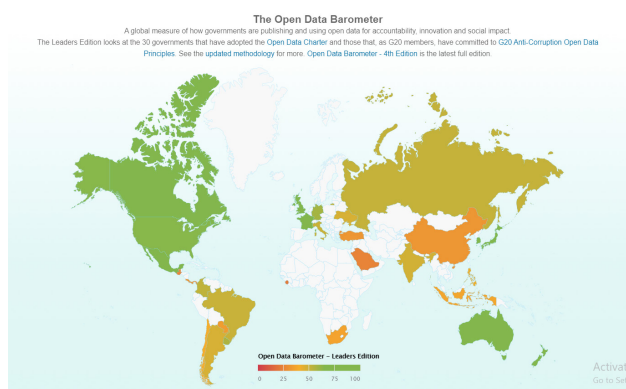 The Open Data Barometer
A global measure of how governments are publishing and using open data for accountability, innovation and social impact
The Leaders Edition looks at the 30 governments that have adopted the Open Data Charter and those that, as G20 members, have committed to G20 Anti-Corruption Open Data
Principles. See the updated methodology for more. Open Data Barometer - 4th Edition is the latest full edition.
Open Data Barometer – Leaders Edition
0 25 50 75 100
Activat
Go to Set